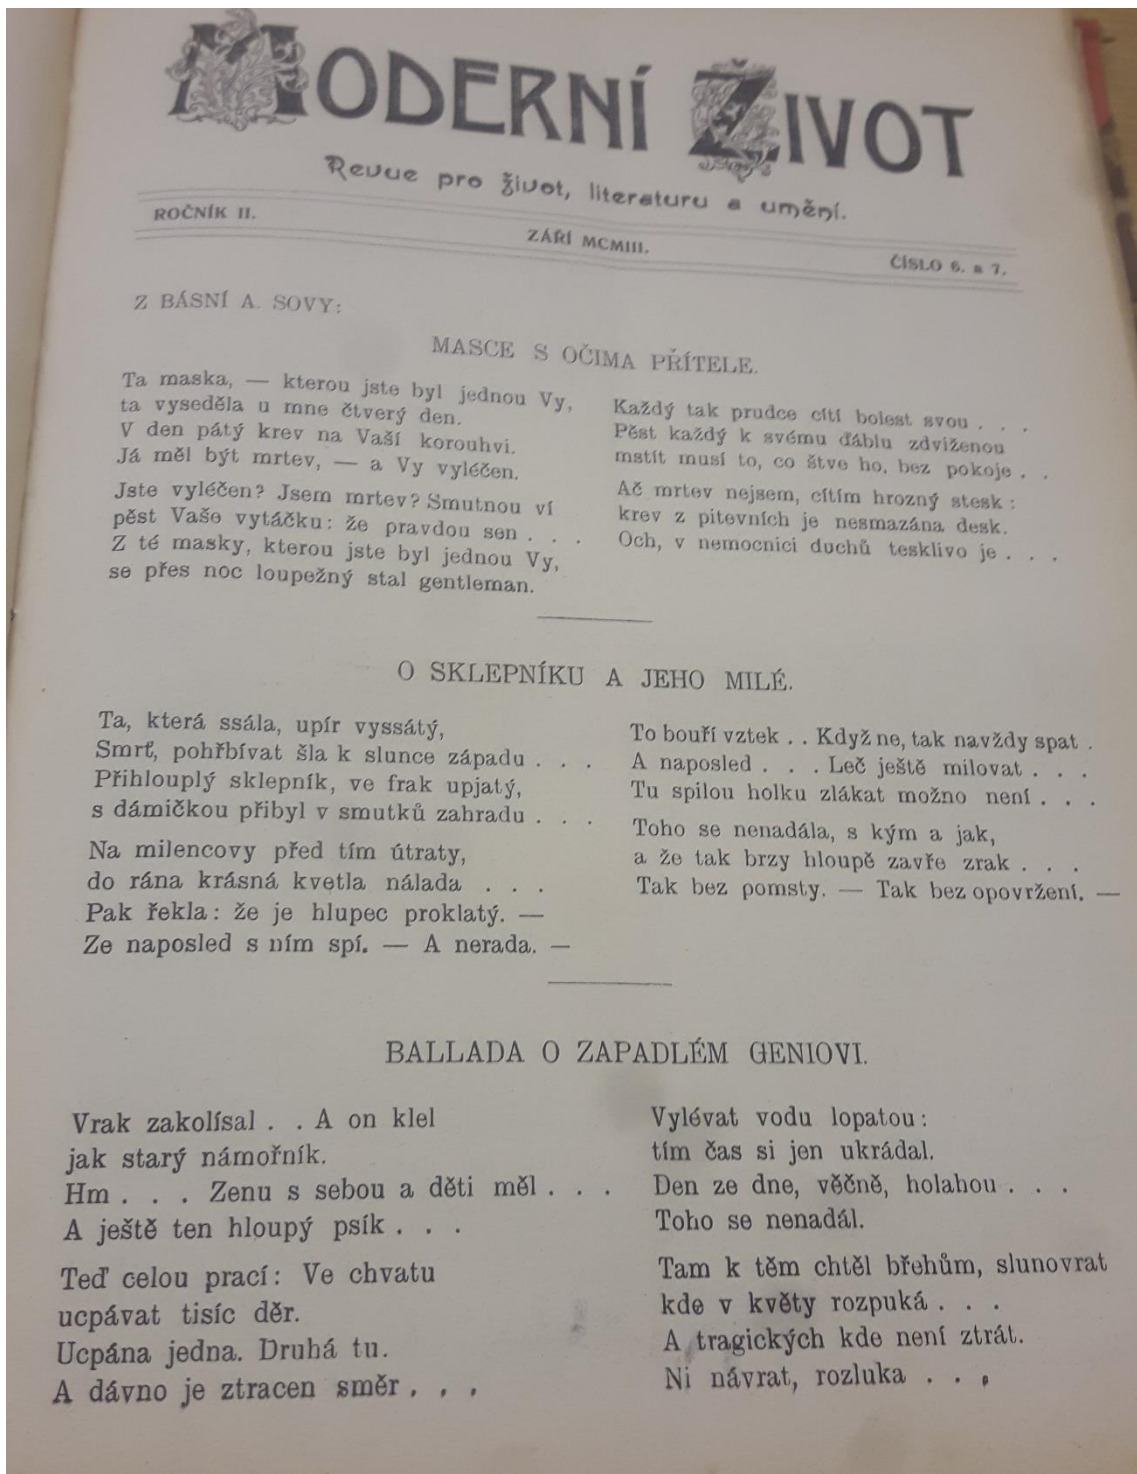 MODERNÍ ŽIVOT
Revue pro život, literaturu a umění.
ROČNÍK II.
ZÁŘÍ MCMIII.
ČÍSLO 6. a 7.
Z BÁSNÍ A. SOVY:
MASCE S OČIMA PŘÍTELE.
Ta maska, — kterou jste byl jednou Vy,
ta vyseděla u mne čtverý den.
V den pátý krev na Vaší korouhvi.
Já měl být mrtev, — a Vy vyléčen.
Jste vyléčen? Jsem mrtev? Smutnou ví
pěst Vaše vytáčku: že pravdou sen . . .
Z té masky, kterou jste byl jednou Vy,
se přes noc loupežný stal gentleman.
Každý tak prudce cítí bolest svou . . .
Pěst každý k svému ďáblu zdviženou
mstít musí to, co štve ho, bez pokoje . .
Ač mrtev nejsem, cítím hrozný stesk :
krev z pitevních je nesmazána desk.
Och, v nemocnici duchů tesklivo je . . .
O SKLEPNÍKU A JEHO MILÉ.
Ta, která ssála, upír vyssátý,
Smrť, pohřbívat šla k slunce západu . . .
Přihlouplý sklepník, ve frak upjatý,
s dámičkou přibyl v smutků zahradu . . .
Na milencovy před tím útraty,
do rána krásná kvetla nálada . . .
Pak řekla: že je hlupec proklatý. —
Ze naposled s ním spí. — A nerada. —
To bouří vztek . . Když ne, tak navždy spat .
A naposled . . . Leč ještě milovat . . .
Tu spilou holku zlákat možno není . . .
Toho se nenadála, s kým a jak,
a že tak brzy hloupě zavře zrak . . .
Tak bez pomsty. — Tak bez opovržení. —
BALLADA O ZAPADLÉM GENIOVI.
Vrak zakolísal . . A on klel
jak starý námořník.
Hm . . . Zenu s sebou a děti měl . . .
A ještě ten hloupý psík . . .
Teď celou prací: Ve chvatu
ucpávat tisíc děr.
Ucpána jedna. Druhá tu.
A dávno je ztracen směr . . .
Vylévat vodu lopatou:
tím čas si jen ukrádal.
Den ze dne, věčně, holahou . . .
Toho se nenadál.
Tam k těm chtěl břehům, slunovrat
kde v květy rozpuká . . .
A tragických kde není ztrát.
Ni návrat, rozluka . . .